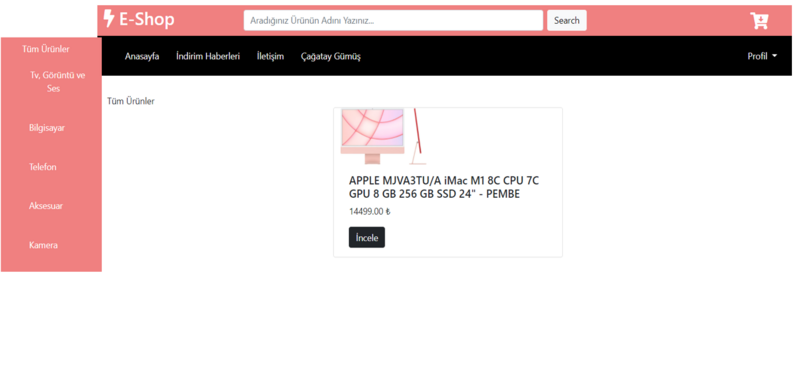 E-Shop
Aradığınız Ürünün Adını Yazınız...
Search
Tüm Ürünler
Tv, Görüntü ve
Ses
Bilgisayar
Telefon
Aksesuar
Kamera
Anasayfa
İndirim Haberleri
İletişim
Çağatay Gümüş
Profil
Tüm Ürünler
APPLE MJVA3TU/A iMac M1 8C CPU 7C
GPU 8 GB 256 GB SSD 24" - PEMBE
14499.00 ₺
İncele